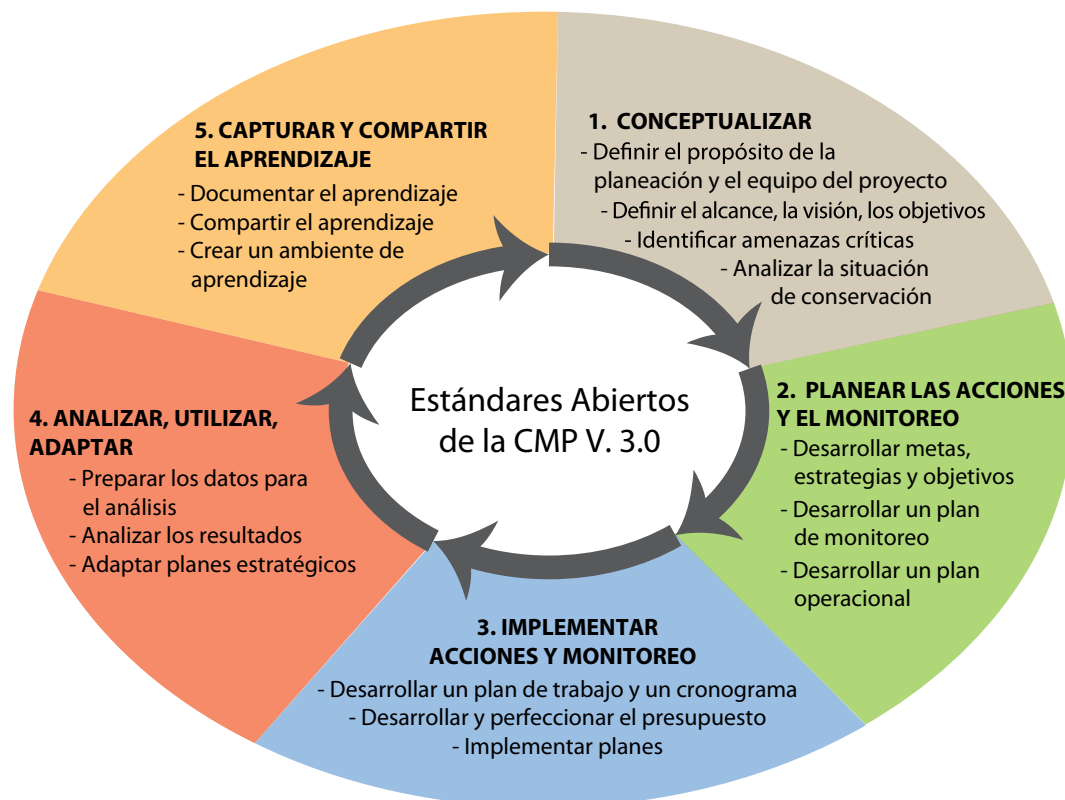 1. CONCEPTUALIZAR
- Definir el propósito de la
planeación y el equipo del proyecto
- Definir el alcance, la visión, los objetivos
- Identificar amenazas críticas
- Analizar la situación
de conservación
2. PLANEAR LAS ACCIONES
Y EL MONITOREO
- Desarrollar metas,
estrategias y objetivos
- Desarrollar un plan
de monitoreo
- Desarrollar un plan
operacional
3. IMPLEMENTAR
ACCIONES Y MONITOREO
- Desarrollar un plan de trabajo y un cronograma
- Desarrollar y perfeccionar el presupuesto
- Implementar planes
4. ANALIZAR, UTILIZAR,
ADAPTAR
- Preparar los datos para
el análisis
- Analizar los resultados
- Adaptar planes estratégicos
5. CAPTURAR Y COMPARTIR
EL APRENDIZAJE
- Documentar el aprendizaje
- Compartir el aprendizaje
- Crear un ambiente de
aprendizaje
Estándares Abiertos
de la CMP V. 3.0